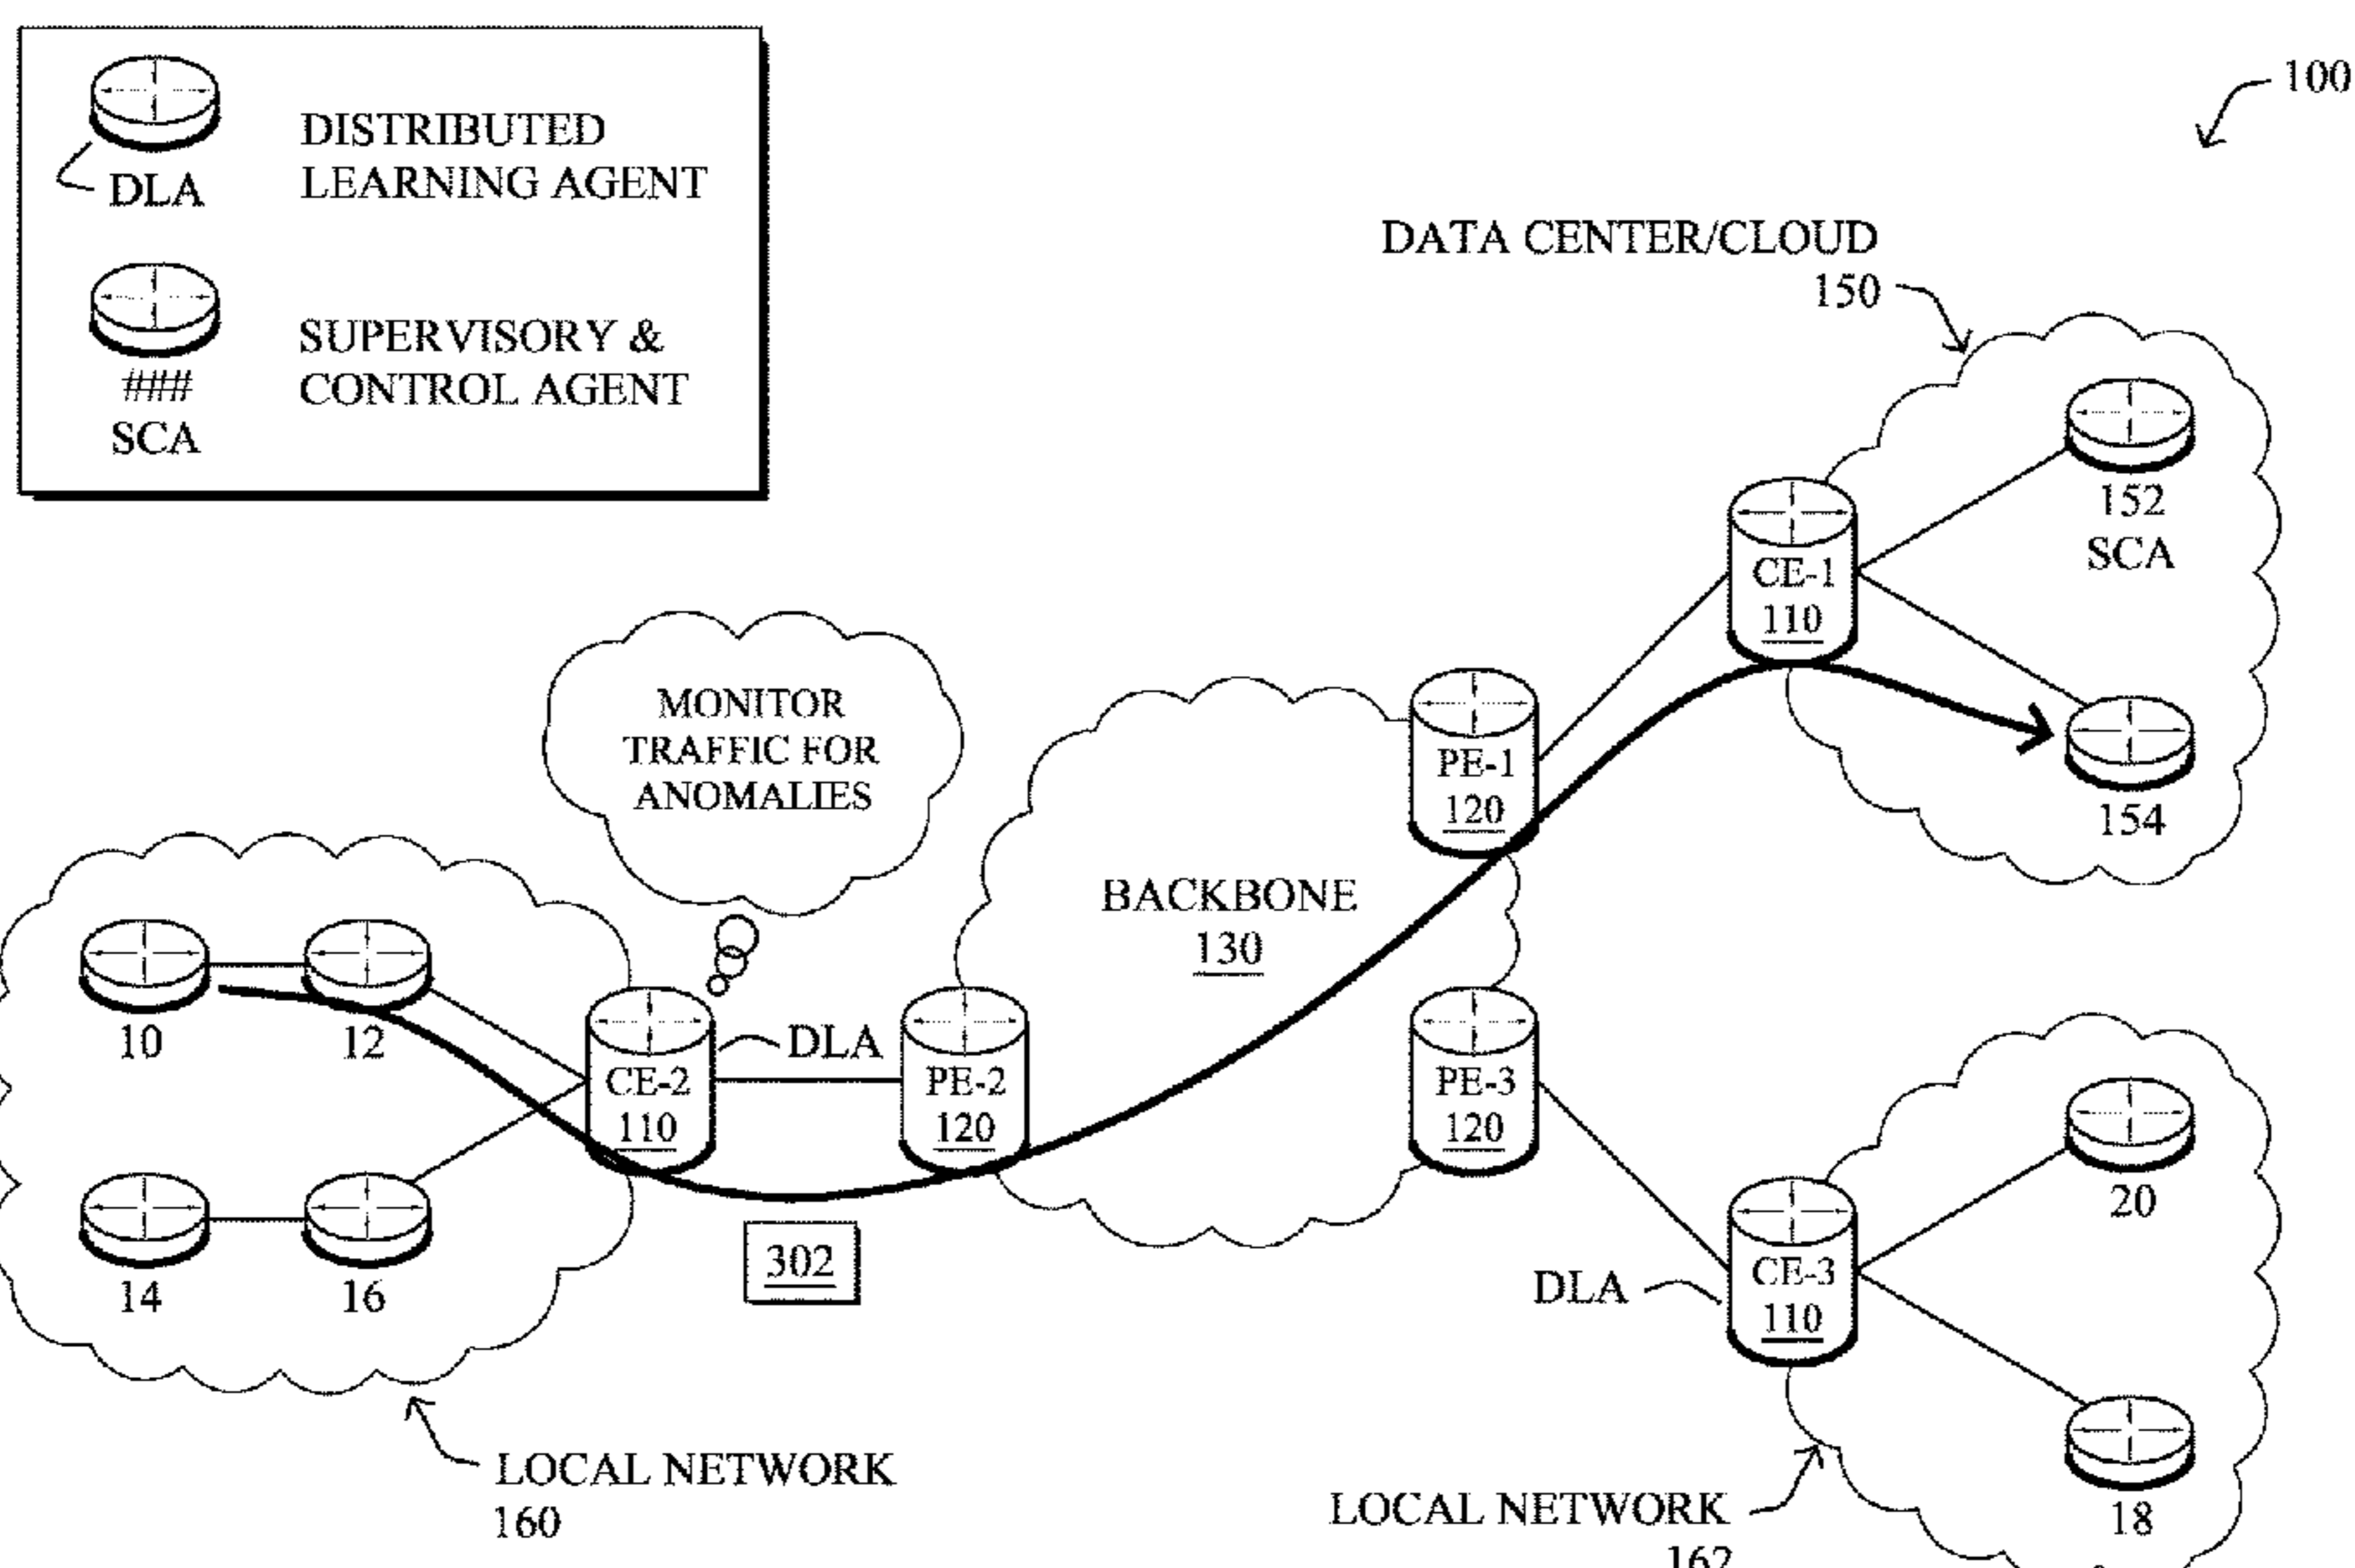 DISTRIBUTED
LEARNING AGENT
DLA
SUPERVISORY &
CONTROL AGENT
###
SCA
100
DATA CENTER/CLOUD
150
152
SCA
CE-1
110
154
MONITOR
TRAFFIC FOR
ANOMALIES
PE-1
120
BACKBONE
130
10
12
DLA
CE-2
110
PE-2
120
PE-3
120
14
16
302
20
DLA
CE-3
110
18
LOCAL NETWORK
160
LOCAL NETWORK
162